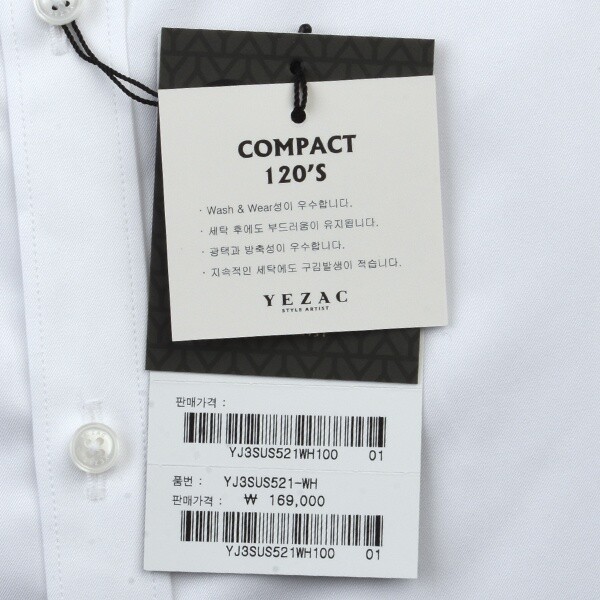 COMPACT
120'S
· Wash & Wear성이 우수합니다.
· 세탁 후에도 부드러움이 유지됩니다.
· 광택과 방축성이 우수합니다.
· 지속적인 세탁에도 구김발생이 적습니다.
YEZAC
STYLE ARTIST
판매가격 :
YJ3SUS521WH100 01
품번 : YJ3SUS521-WH
판매가격 : ₩ 169,000
YJ3SUS521WH100 01